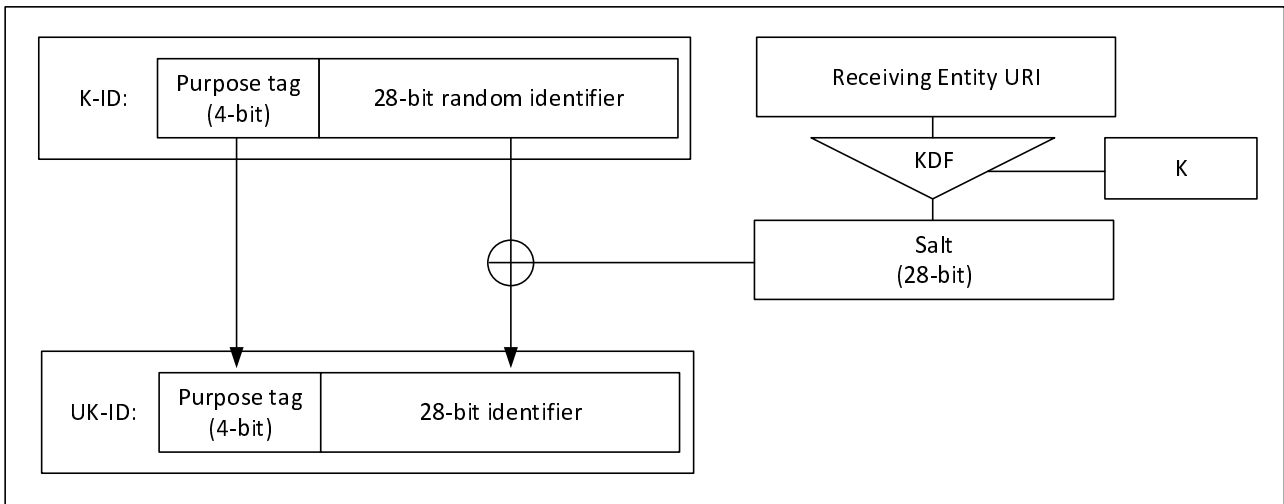 K-ID:
Purpose tag
(4-bit)
28-bit random identifier
Receiving Entity URI
KDF
K
Salt
(28-bit)
UK-ID:
Purpose tag
(4-bit)
28-bit identifier